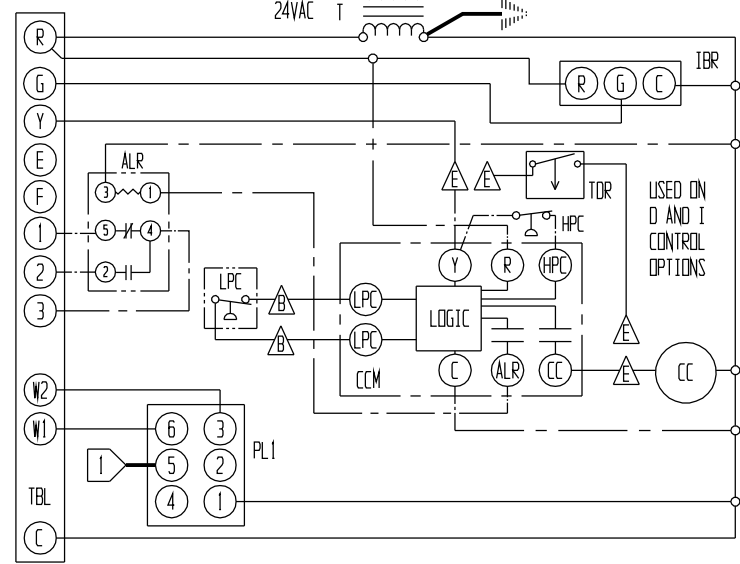 24VAC T
R
IBR
R G C
G
Y
E
ALR
E E
TOR
USED ON
D AND I
CONTROL
OPTIONS
F
3 1
HPC
1
5 4
2
2
LPC
Y R HPC
3
B
LPC
LOGIC
B
LPC
E
CCM
C ALR CC
E
CC
W2
W1
6 3
PL1
1
5 2
TBL
4 1
C